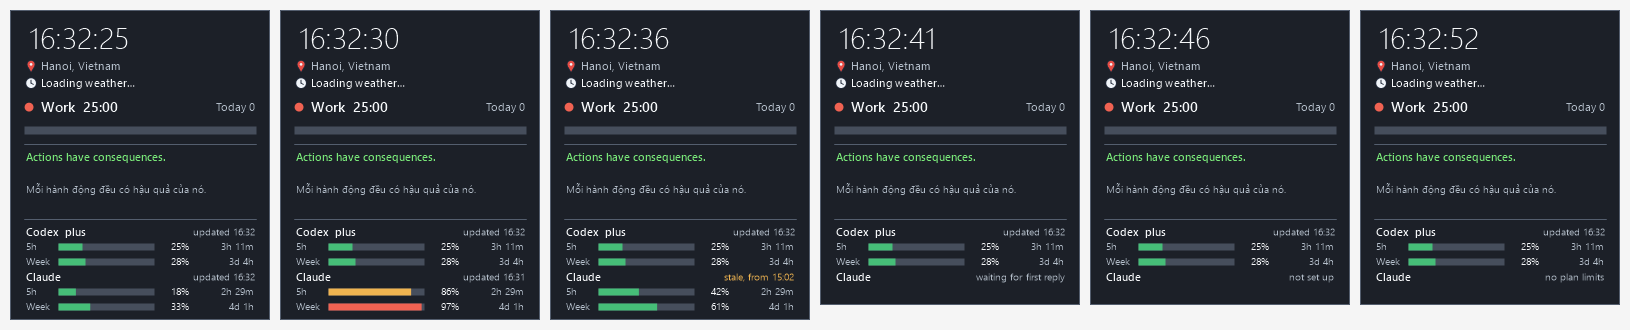 16:32:25
Hanoi, Vietnam
Loading weather...
Work 25:00 Today 0
Actions have consequences.
Mỗi hành động đều có hậu quả của nó.
Codex plus updated 16:32
5h 25% 3h 11m
Week 28% 3d 4h
Claude updated 16:32
5h 18% 2h 29m
Week 33% 4d 1h
16:32:30
Hanoi, Vietnam
Loading weather...
Work 25:00 Today 0
Actions have consequences.
Mỗi hành động đều có hậu quả của nó.
Codex plus updated 16:32
5h 25% 3h 11m
Week 28% 3d 4h
Claude updated 16:31
5h 86% 2h 29m
Week 97% 4d 1h
16:32:36
Hanoi, Vietnam
Loading weather...
Work 25:00 Today 0
Actions have consequences.
Mỗi hành động đều có hậu quả của nó.
Codex plus updated 16:32
5h 25% 3h 11m
Week 28% 3d 4h
Claude stale, from 15:02
5h 42% 2h 29m
Week 61% 4d 1h
16:32:41
Hanoi, Vietnam
Loading weather...
Work 25:00 Today 0
Actions have consequences.
Mỗi hành động đều có hậu quả của nó.
Codex plus updated 16:32
5h 25% 3h 11m
Week 28% 3d 4h
Claude waiting for first reply
16:32:46
Hanoi, Vietnam
Loading weather...
Work 25:00 Today 0
Actions have consequences.
Mỗi hành động đều có hậu quả của nó.
Codex plus updated 16:32
5h 25% 3h 11m
Week 28% 3d 4h
Claude not set up
16:32:52
Hanoi, Vietnam
Loading weather...
Work 25:00 Today 0
Actions have consequences.
Mỗi hành động đều có hậu quả của nó.
Codex plus updated 16:32
5h 25% 3h 11m
Week 28% 3d 4h
Claude no plan limits